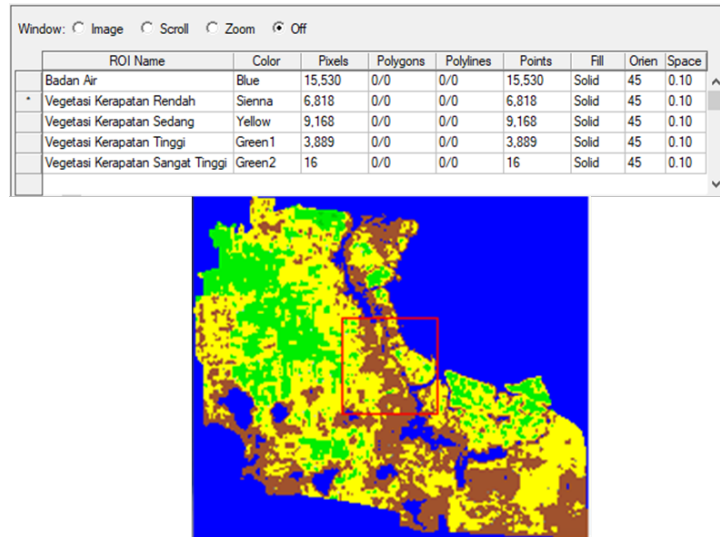 Window: Image Scroll Zoom Off
ROI Name Color Pixels Polygons Polylines Points Fill Orien Space
Badan Air Blue 15,530 0/0 0/0 15,530 Solid 45 0.10
* Vegetasi Kerapatan Rendah Sienna 6,818 0/0 0/0 6,818 Solid 45 0.10
Vegetasi Kerapatan Sedang Yellow 9,168 0/0 0/0 9,168 Solid 45 0.10
Vegetasi Kerapatan Tinggi Green1 3,889 0/0 0/0 3,889 Solid 45 0.10
Vegetasi Kerapatan Sangat Tinggi Green2 16 0/0 0/0 16 Solid 45 0.10